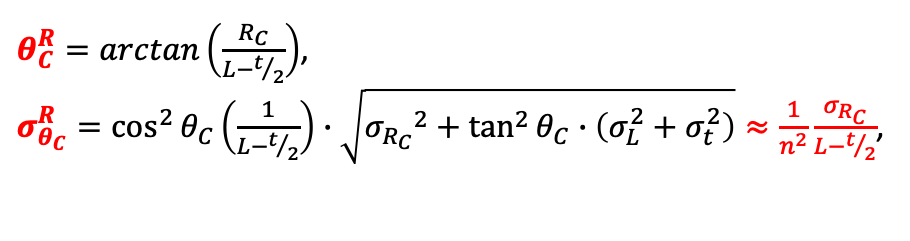 θ_C^R = arctan (R_C / (L−t/2)),
σ_{θ_C}^R = cos² θ_C (1 / (L−t/2)) · √(σ_{R_C}² + tan² θ_C · (σ_L² + σ_t²)) ≈ (1/n²) (σ_{R_C} / (L−t/2)),